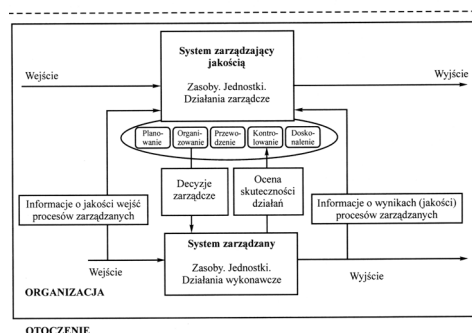 System zarządzający
jakością
Wejście
Wyjście
Zasoby. Jednostki.
Działania zarządcze
Plano-
wanie
Organi-
zowanie
Przewo-
dzenie
Kontro-
lowanie
Dosko-
nalenie
Informacje o jakości wejść
procesów zarządzanych
Decyzje
zarządcze
Ocena
skuteczności
działań
Informacje o wynikach (jakości)
procesów zarządzanych
System zarządzany
Wejście
Zasoby. Jednostki.
Działania wykonawcze
Wyjście
ORGANIZACJA
OTOCZENIE